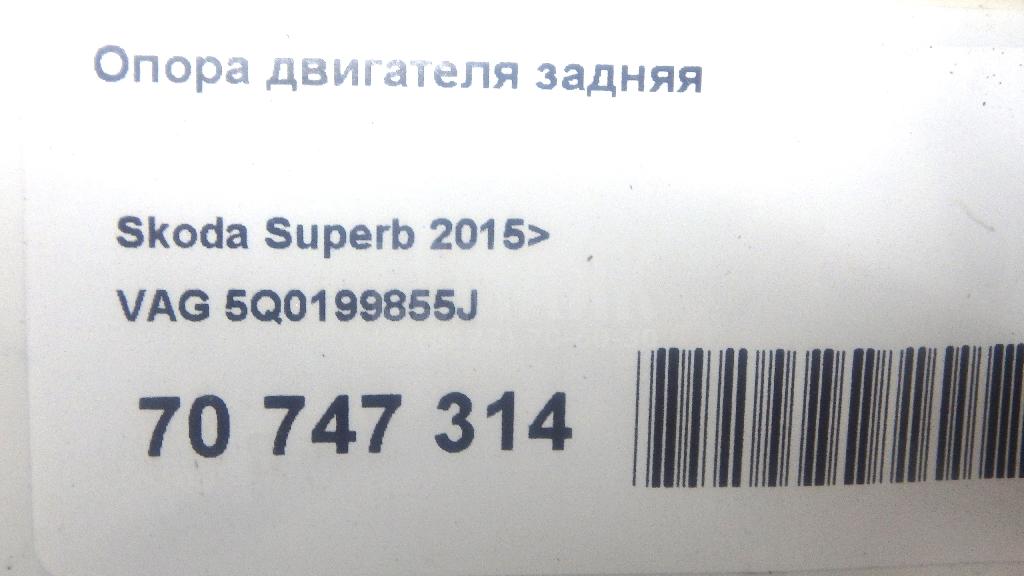 Опора двигателя задняя
Skoda Superb 2015>
VAG 5Q0199855J
70 747 314